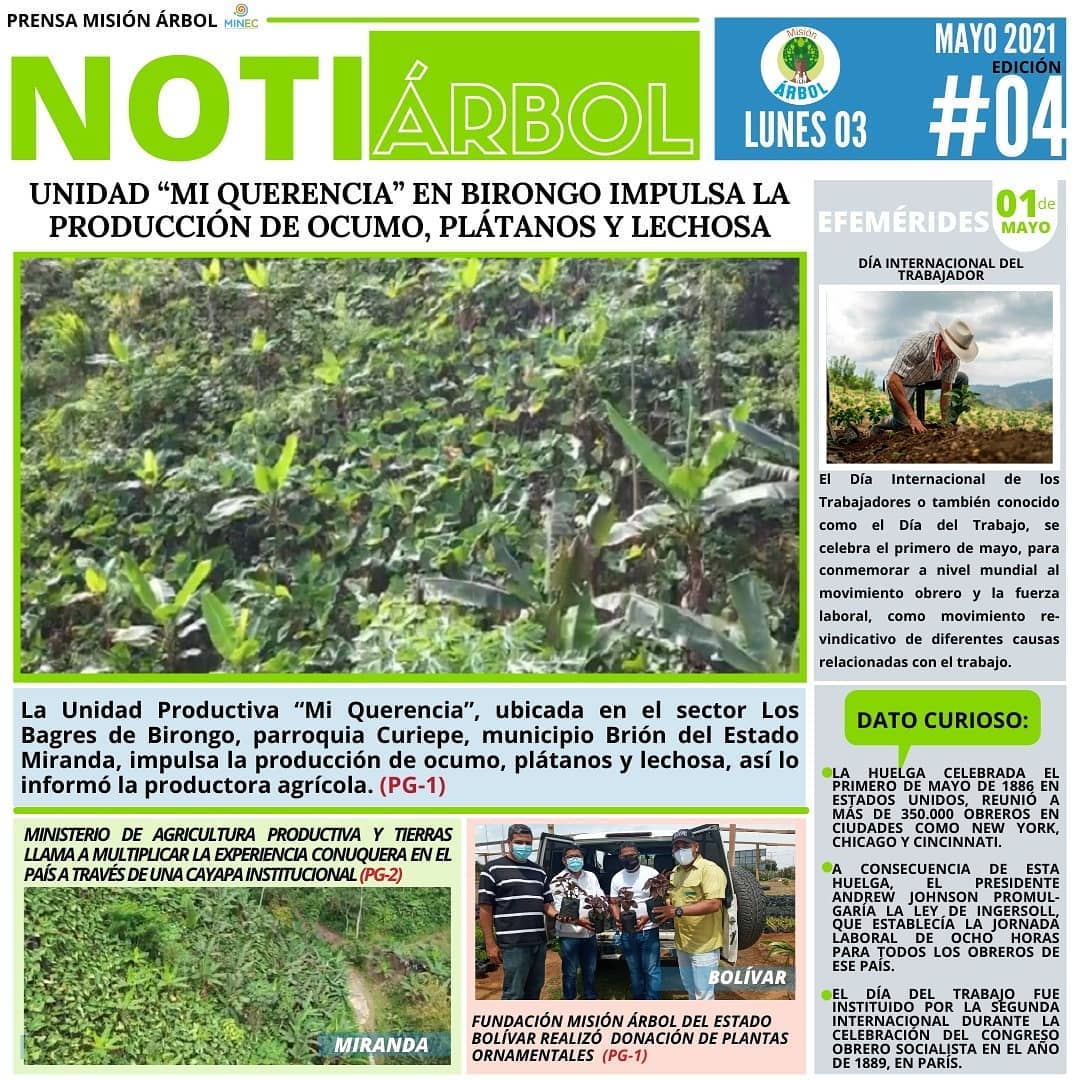 PRENSA MISIÓN ÁRBOL
MINEC
NOTI ÁRBOL
Misión
ÁRBOL
LUNES 03
MAYO 2021
EDICIÓN
#04
UNIDAD “MI QUERENCIA” EN BIRONGO IMPULSA LA
PRODUCCIÓN DE OCUMO, PLÁTANOS Y LECHOSA
La Unidad Productiva “Mi Querencia”, ubicada en el sector Los
Bagres de Birongo, parroquia Curiepe, municipio Brión del Estado
Miranda, impulsa la producción de ocumo, plátanos y lechosa, así lo
informó la productora agrícola. (PG-1)
MINISTERIO DE AGRICULTURA PRODUCTIVA Y TIERRAS
LLAMA A MULTIPLICAR LA EXPERIENCIA CONUQUERA EN EL
PAÍS A TRAVÉS DE UNA CAYAPA INSTITUCIONAL (PG-2)
MIRANDA
BOLÍVAR
FUNDACIÓN MISIÓN ÁRBOL DEL ESTADO
BOLÍVAR REALIZÓ DONACIÓN DE PLANTAS
ORNAMENTALES (PG-1)
EFEMÉRIDES
01 de
MAYO
DÍA INTERNACIONAL DEL
TRABAJADOR
El Día Internacional de los
Trabajadores o también conocido
como el Día del Trabajo, se
celebra el primero de mayo, para
conmemorar a nivel mundial al
movimiento obrero y la fuerza
laboral, como movimiento re-
vindicativo de diferentes causas
relacionadas con el trabajo.
DATO CURIOSO:
LA HUELGA CELEBRADA EL
PRIMERO DE MAYO DE 1886 EN
ESTADOS UNIDOS, REUNIÓ A
MÁS DE 350.000 OBREROS EN
CIUDADES COMO NEW YORK,
CHICAGO Y CINCINNATI.
A CONSECUENCIA DE ESTA
HUELGA, EL PRESIDENTE
ANDREW JOHNSON PROMUL-
GARÍA LA LEY DE INGERSOLL,
QUE ESTABLECÍA LA JORNADA
LABORAL DE OCHO HORAS
PARA TODOS LOS OBREROS DE
ESE PAÍS.
EL DÍA DEL TRABAJO FUE
INSTITUIDO POR LA SEGUNDA
INTERNACIONAL DURANTE LA
CELEBRACIÓN DEL CONGRESO
OBRERO SOCIALISTA EN EL AÑO
DE 1889, EN PARÍS.